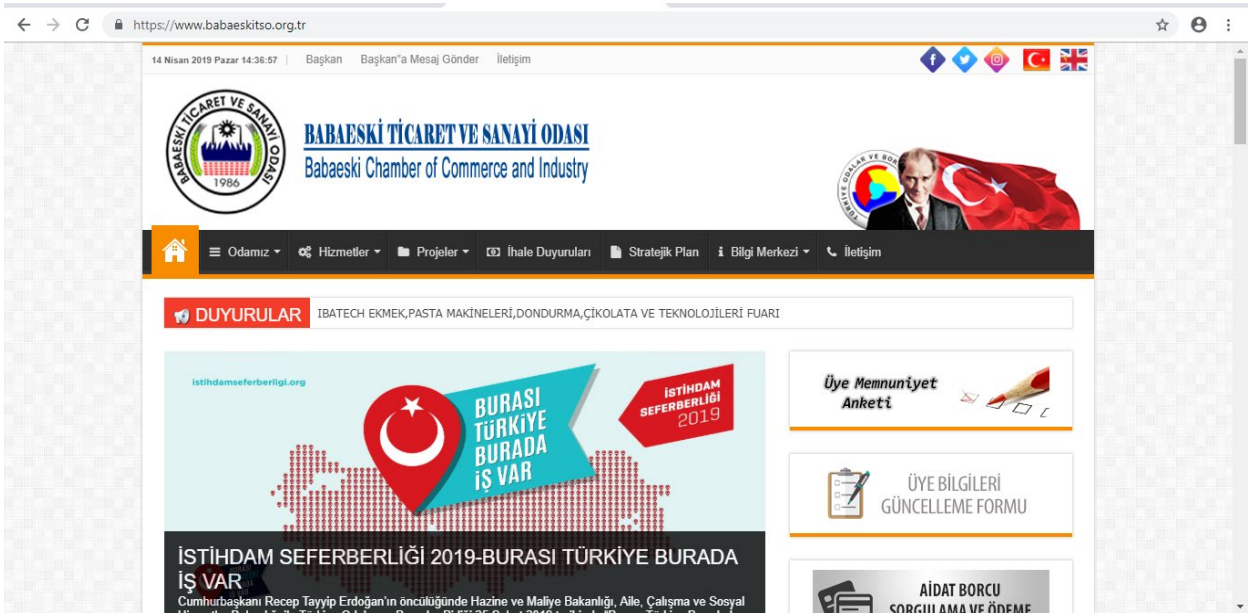 https://www.babaeskitso.org.tr
14 Nisan 2019 Pazar 14:36:57
Başkan
Başkan"a Mesaj Gönder
İletişim
BABAESKİ TİCARET VE SANAYİ ODASI
1986
BABAESKİ TİCARET VE SANAYİ ODASI
Babaeski Chamber of Commerce and Industry
Odamız
Hizmetler
Projeler
İhale Duyuruları
Stratejik Plan
Bilgi Merkezi
İletişim
DUYURULAR
IBATECH EKMEK,PASTA MAKİNELERİ,DONDURMA,ÇİKOLATA VE TEKNOLOJİLERİ FUARI
istihdamseferberligi.org
BURASI
TÜRKİYE
BURADA
İŞ VAR
İSTİHDAM
SEFERBERLİĞİ
2019
İSTİHDAM SEFERBERLİĞİ 2019-BURASI TÜRKİYE BURADA
İŞ VAR
Cumhurbaşkanı Recep Tayyip Erdoğan'ın öncülüğünde Hazine ve Maliye Bakanlığı, Aile, Çalışma ve Sosyal
Üye Memnuniyet
Anketi
ÜYE BİLGİLERİ
GÜNCELLEME FORMU
AİDAT BORCU
SORGULAMA VE ÖDEME